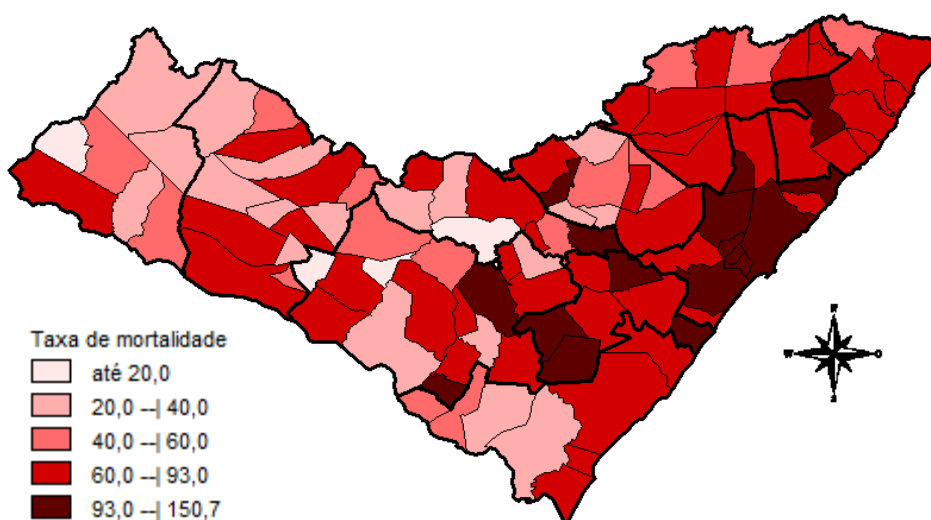 Taxa de mortalidade
até 20,0
20,0 --| 40,0
40,0 --| 60,0
60,0 --| 93,0
93,0 --| 150,7